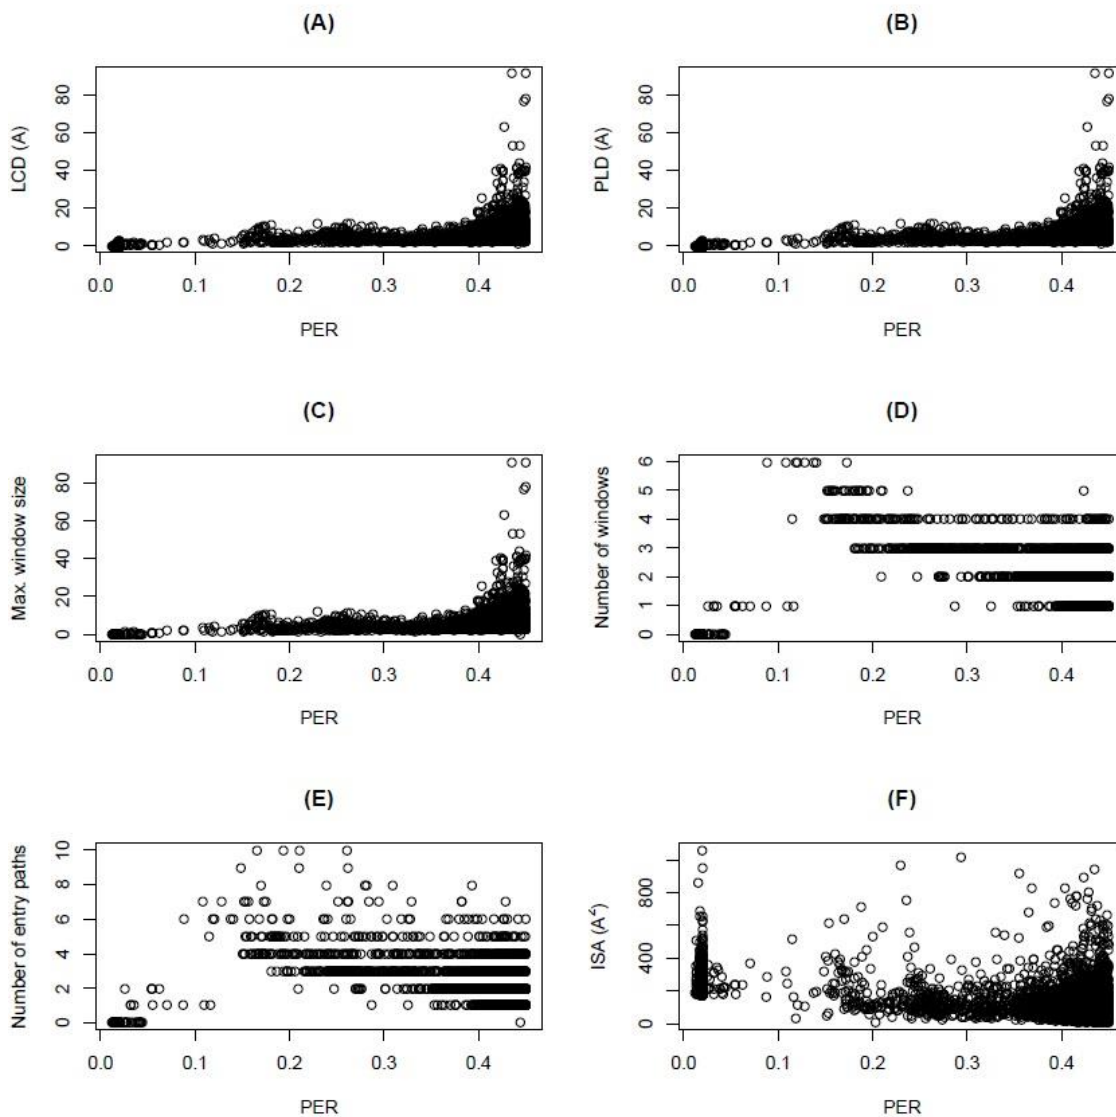 (A)
LCD (A)
80
60
40
20
0
0.0 0.1 0.2 0.3 0.4
PER
(B)
PLD (A)
80
60
40
20
0
0.0 0.1 0.2 0.3 0.4
PER
(C)
Max. window size
80
60
40
20
0
0.0 0.1 0.2 0.3 0.4
PER
(D)
Number of windows
6
5
4
3
2
1
0
0.0 0.1 0.2 0.3 0.4
PER
(E)
Number of entry paths
10
8
6
4
2
0
0.0 0.1 0.2 0.3 0.4
PER
(F)
ISA (A²)
800
400
200
0
0.0 0.1 0.2 0.3 0.4
PER